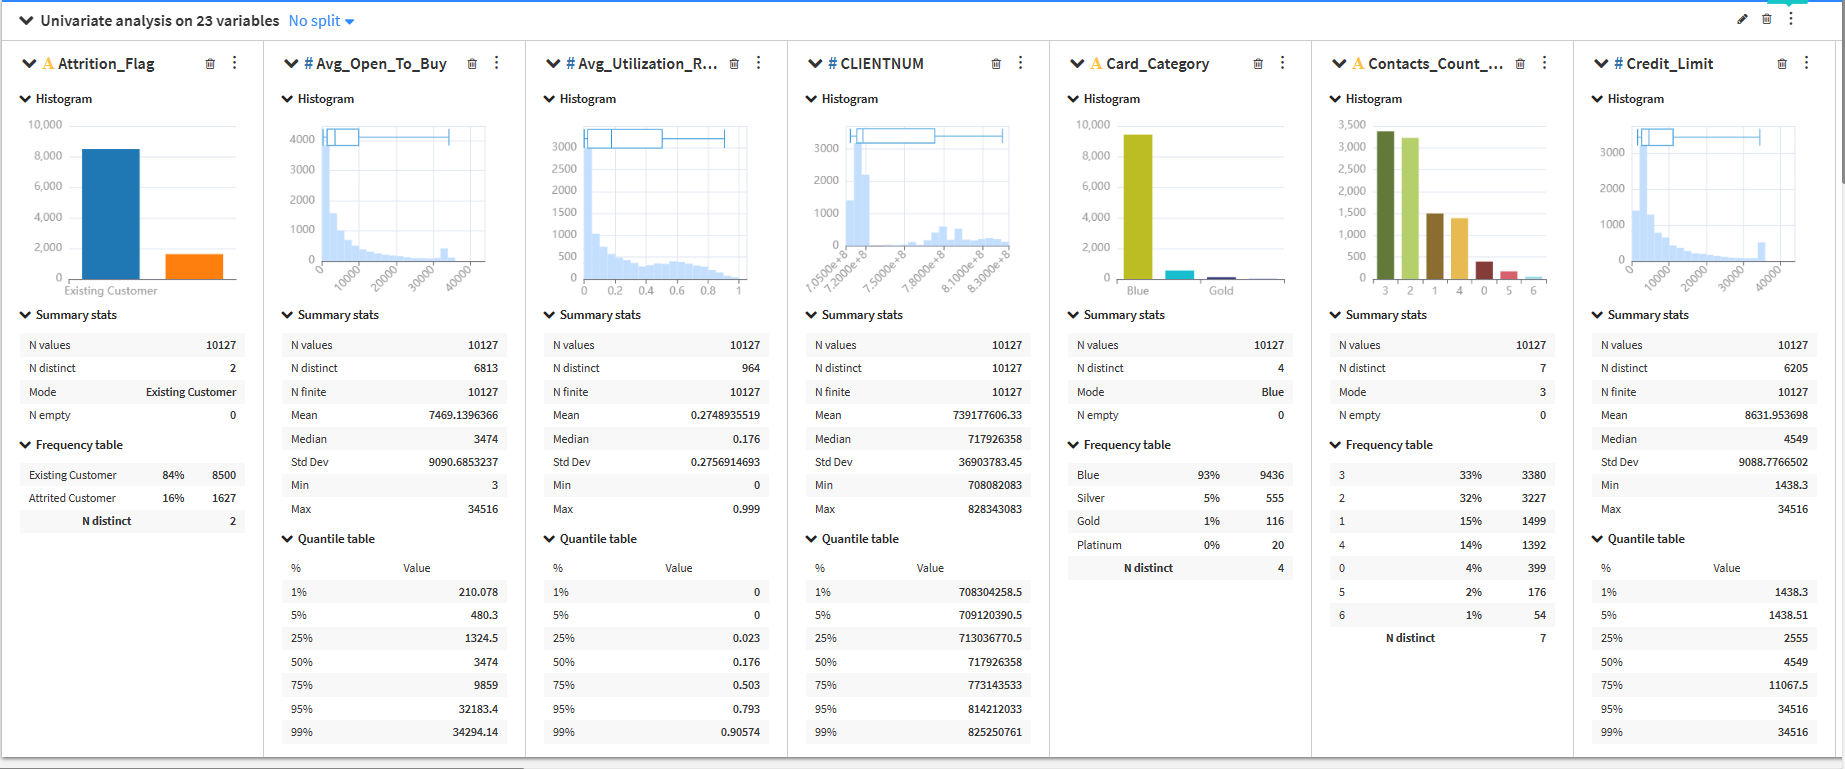 Univariate analysis on 23 variables No split
A Attrition_Flag
Histogram
10,000
8,000
6,000
4,000
2,000
0
Existing Customer
Summary stats
N values 10127
N distinct 2
Mode Existing Customer
N empty 0
Frequency table
Existing Customer 84% 8500
Attrited Customer 16% 1627
N distinct 2
# Avg_Open_To_Buy
Histogram
4000
3000
2000
1000
0
0 10000 20000 30000 40000
Summary stats
N values 10127
N distinct 6813
N finite 10127
Mean 7469.1396366
Median 3474
Std Dev 9090.6853237
Min 3
Max 34516
Quantile table
% Value
1% 210.078
5% 480.3
25% 1324.5
50% 3474
75% 9859
95% 32183.4
99% 34294.14
# Avg_Utilization_R...
Histogram
3000
2500
2000
1500
1000
500
0
0 0.2 0.4 0.6 0.8 1
Summary stats
N values 10127
N distinct 964
N finite 10127
Mean 0.2748935519
Median 0.176
Std Dev 0.2756914693
Min 0
Max 0.999
Quantile table
% Value
1% 0
5% 0
25% 0.023
50% 0.176
75% 0.503
95% 0.793
99% 0.90574
# CLIENTNUM
Histogram
3000
2000
1000
0
7.0500e+8 7.2000e+8 7.5000e+8 7.8000e+8 8.1000e+8 8.3000e+8
Summary stats
N values 10127
N distinct 10127
N finite 10127
Mean 739177606.33
Median 717926358
Std Dev 36903783.45
Min 708082083
Max 828343083
Quantile table
% Value
1% 708304258.5
5% 709120390.5
25% 713036770.5
50% 717926358
75% 773143533
95% 814212033
99% 825250761
A Card_Category
Histogram
10,000
8,000
6,000
4,000
2,000
0
Blue Gold
Summary stats
N values 10127
N distinct 4
Mode Blue
N empty 0
Frequency table
Blue 93% 9436
Silver 5% 555
Gold 1% 116
Platinum 0% 20
N distinct 4
A Contacts_Count_...
Histogram
3,500
3,000
2,500
2,000
1,500
1,000
500
0
3 2 1 4 0 5 6
Summary stats
N values 10127
N distinct 7
Mode 3
N empty 0
Frequency table
3 33% 3380
2 32% 3227
1 15% 1499
4 14% 1392
0 4% 399
5 2% 176
6 1% 54
N distinct 7
# Credit_Limit
Histogram
3000
2000
1000
0
0 10000 20000 30000 40000
Summary stats
N values 10127
N distinct 6205
N finite 10127
Mean 8631.953698
Median 4549
Std Dev 9088.7766502
Min 1438.3
Max 34516
Quantile table
% Value
1% 1438.3
5% 1438.51
25% 2555
50% 4549
75% 11067.5
95% 34516
99% 34516